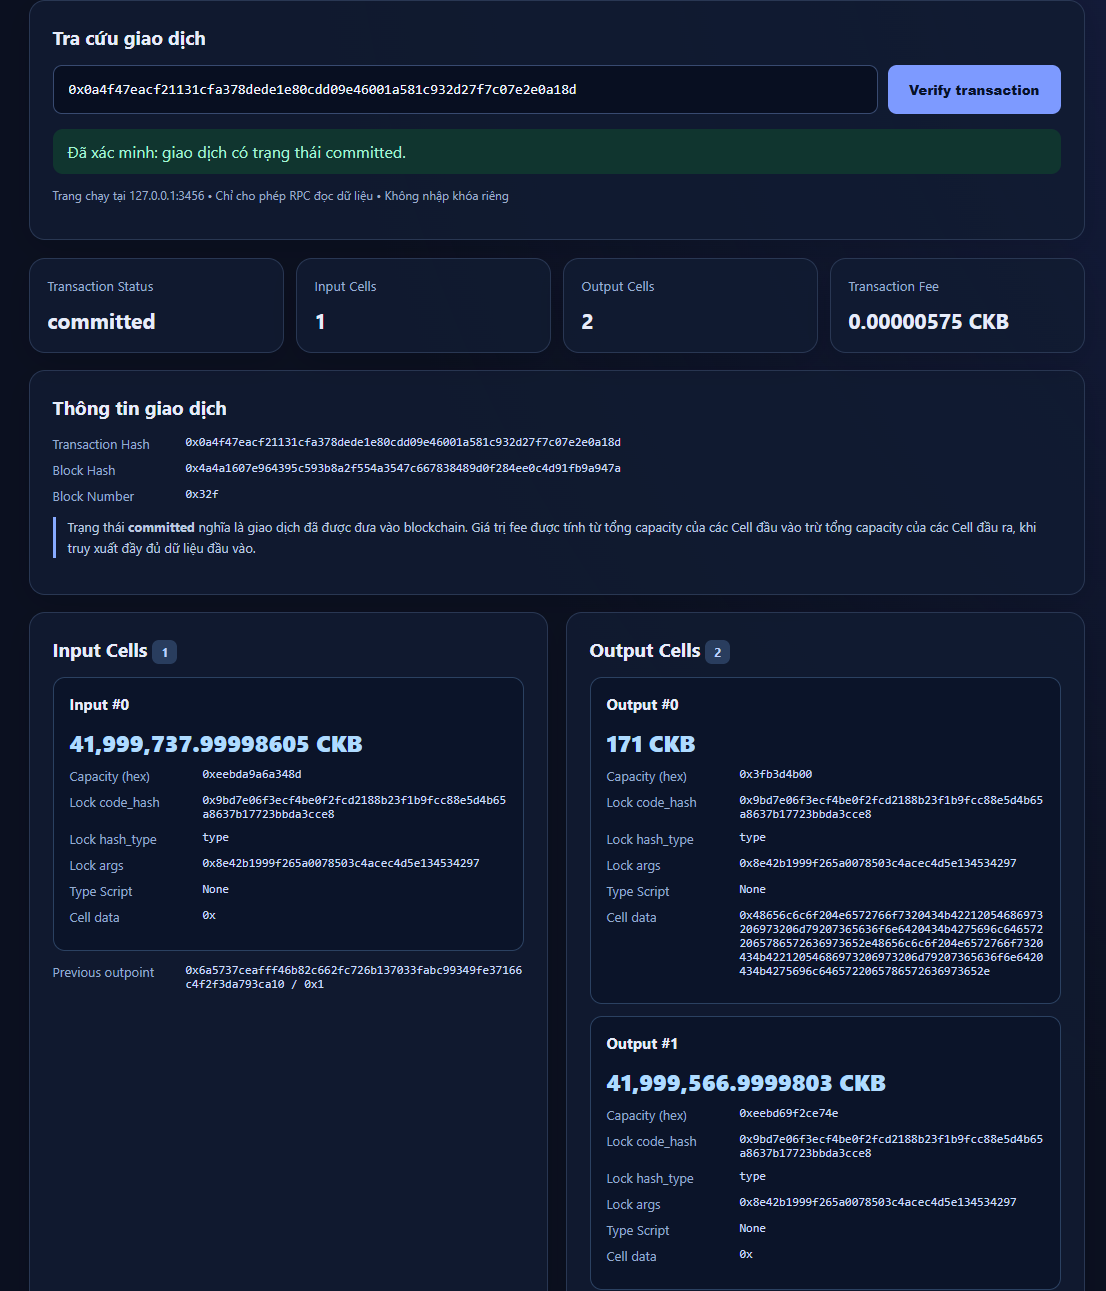 Tra cứu giao dịch
0x0a4f47eacf21131cfa378dede1e80cdd09e46001a581c932d27f7c07e2e0a18d
Verify transaction
Đã xác minh: giao dịch có trạng thái committed.
Trang chạy tại 127.0.0.1:3456 • Chỉ cho phép RPC đọc dữ liệu • Không nhập khóa riêng
Transaction Status
committed
Input Cells
1
Output Cells
2
Transaction Fee
0.00000575 CKB
Thông tin giao dịch
Transaction Hash 0x0a4f47eacf21131cfa378dede1e80cdd09e46001a581c932d27f7c07e2e0a18d
Block Hash 0x4a4a1607e964395c593b8a2f554a3547c667838489d0f284ee0c4d91fb9a947a
Block Number 0x32f
Trạng thái committed nghĩa là giao dịch đã được đưa vào blockchain. Giá trị fee được tính từ tổng capacity của các Cell đầu vào trừ tổng capacity của các Cell đầu ra, khi
truy xuất đầy đủ dữ liệu đầu vào.
Input Cells 1
Input #0
41,999,737.99998605 CKB
Capacity (hex) 0xeebda9a6a348d
Lock code_hash 0x9bd7e06f3ecf4be0f2fcd2188b23f1b9fcc88e5d4b65
a8637b17723bbda3cce8
Lock hash_type type
Lock args 0x8e42b1999f265a0078503c4acec4d5e134534297
Type Script None
Cell data 0x
Previous outpoint 0x6a5737ceafff46b82c662fc726b137033fabc99349fe37166
c4f2f3da793ca10 / 0x1
Output Cells 2
Output #0
171 CKB
Capacity (hex) 0x3fb3d4b00
Lock code_hash 0x9bd7e06f3ecf4be0f2fcd2188b23f1b9fcc88e5d4b65
a8637b17723bbda3cce8
Lock hash_type type
Lock args 0x8e42b1999f265a0078503c4acec4d5e134534297
Type Script None
Cell data 0x48656c6c6f204e6572766f7320434b42212054686973
206973206d79207365636f6e6420434b4275696c646572
2065786572636973652e48656c6c6f204e6572766f7320
434b42212054686973206973206d79207365636f6e6420
434b4275696c6465722065786572636973652e
Output #1
41,999,566.9999803 CKB
Capacity (hex) 0xeebd69f2ce74e
Lock code_hash 0x9bd7e06f3ecf4be0f2fcd2188b23f1b9fcc88e5d4b65
a8637b17723bbda3cce8
Lock hash_type type
Lock args 0x8e42b1999f265a0078503c4acec4d5e134534297
Type Script None
Cell data 0x